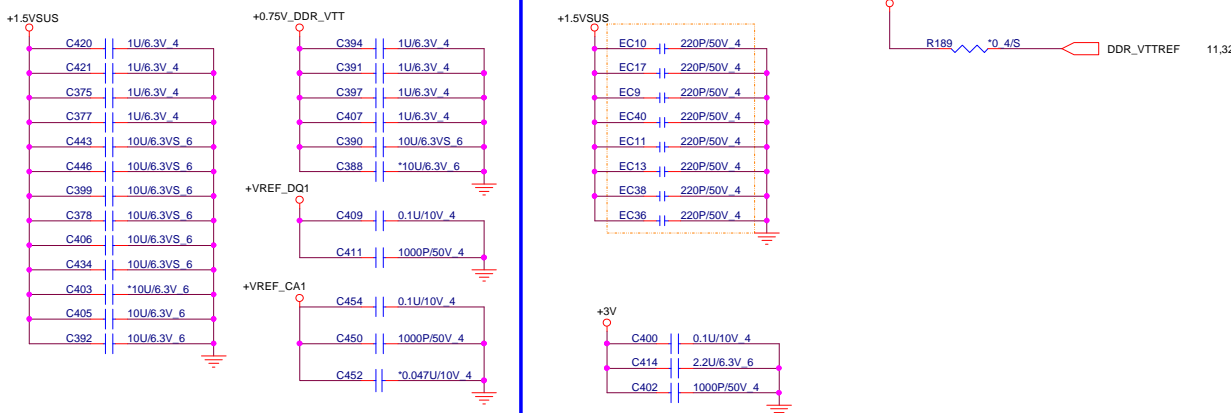 +1.5VSUS
C420 1U/6.3V_4
C421 1U/6.3V_4
C375 1U/6.3V_4
C377 1U/6.3V_4
C443 10U/6.3VS_6
C446 10U/6.3VS_6
C399 10U/6.3VS_6
C378 10U/6.3VS_6
C406 10U/6.3VS_6
C434 10U/6.3VS_6
C403 *10U/6.3V_6
C405 10U/6.3V_6
C392 10U/6.3V_6
+0.75V_DDR_VTT
C394 1U/6.3V_4
C391 1U/6.3V_4
C397 1U/6.3V_4
C407 1U/6.3V_4
C390 10U/6.3VS_6
C388 *10U/6.3V_6
+VREF_DQ1
C409 0.1U/10V_4
C411 1000P/50V_4
+VREF_CA1
C454 0.1U/10V_4
C450 1000P/50V_4
C452 *0.047U/10V_4
+1.5VSUS
EC10 220P/50V_4
EC17 220P/50V_4
EC9 220P/50V_4
EC40 220P/50V_4
EC11 220P/50V_4
EC13 220P/50V_4
EC38 220P/50V_4
EC36 220P/50V_4
+3V
C400 0.1U/10V_4
C414 2.2U/6.3V_6
C402 1000P/50V_4
R189 *0_4/S DDR_VTTREF 11,32